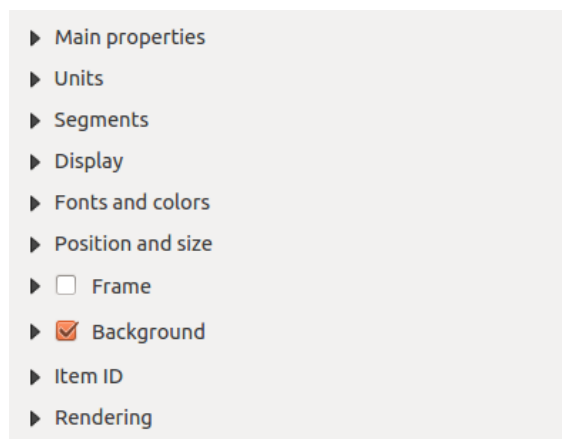 Main properties
Units
Segments
Display
Fonts and colors
Position and size
Frame
Background
Item ID
Rendering